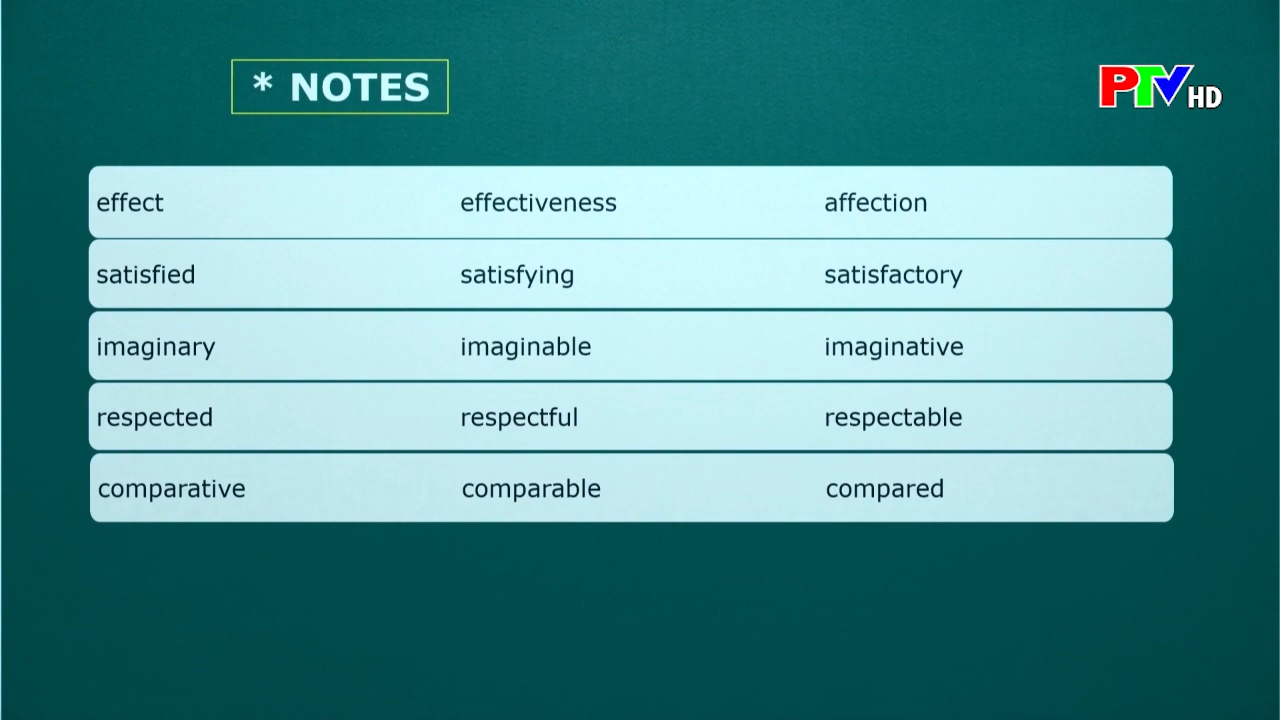 * NOTES
PTV HD
effect effectiveness affection
satisfied satisfying satisfactory
imaginary imaginable imaginative
respected respectful respectable
comparative comparable compared